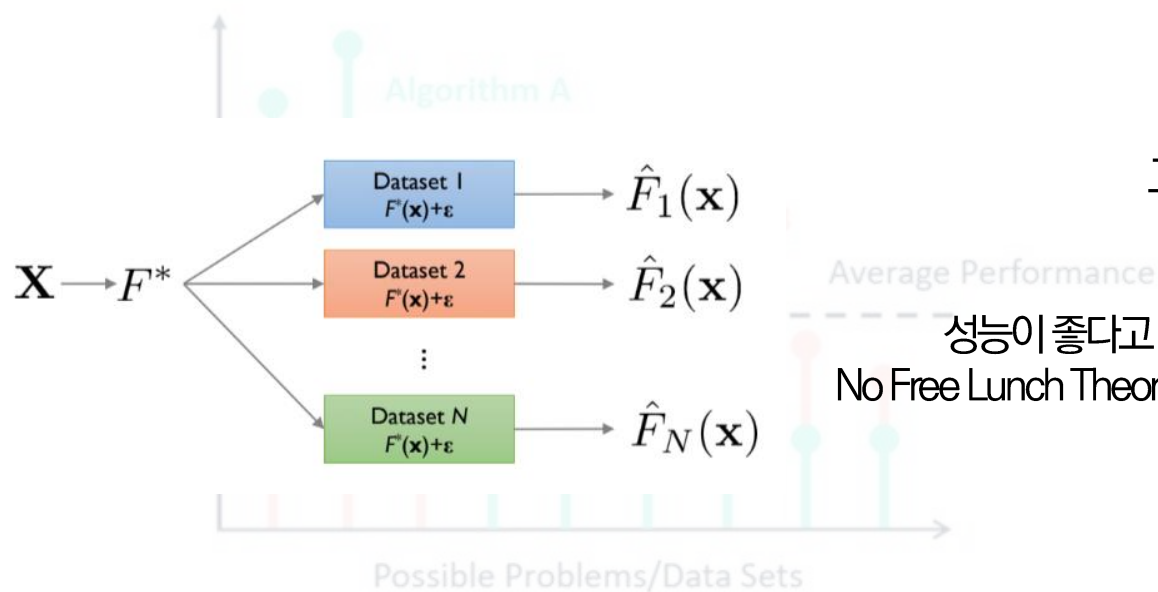 Algorithm A
Dataset 1
F*(x)+ε
F̂₁(x)
X
F*
Dataset 2
F*(x)+ε
F̂₂(x)
Average Performance
성능이 좋다고
No Free Lunch Theor
⋮
Dataset N
F*(x)+ε
F̂_N(x)
Possible Problems/Data Sets